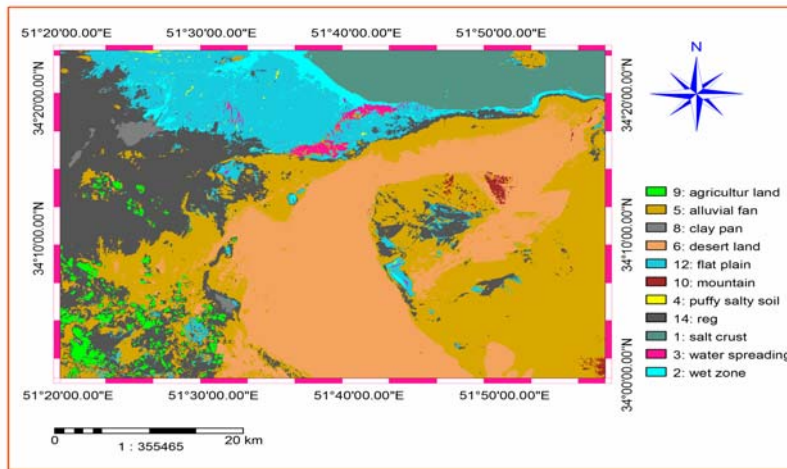 51°20'00.00"E 51°30'00.00"E 51°40'00.00"E 51°50'00.00"E
N
34°20'00.00"N
34°20'00.00"N
34°10'00.00"N
34°10'00.00"N
34°00'00.00"N
34°00'00.00"N
9: agricultur land
5: alluvial fan
8: clay pan
6: desert land
12: flat plain
10: mountain
4: puffy salty soil
14: reg
1: salt crust
3: water spreading
2: wet zone
51°20'00.00"E 51°30'00.00"E 51°40'00.00"E 51°50'00.00"E
0 20 km
1 : 355465